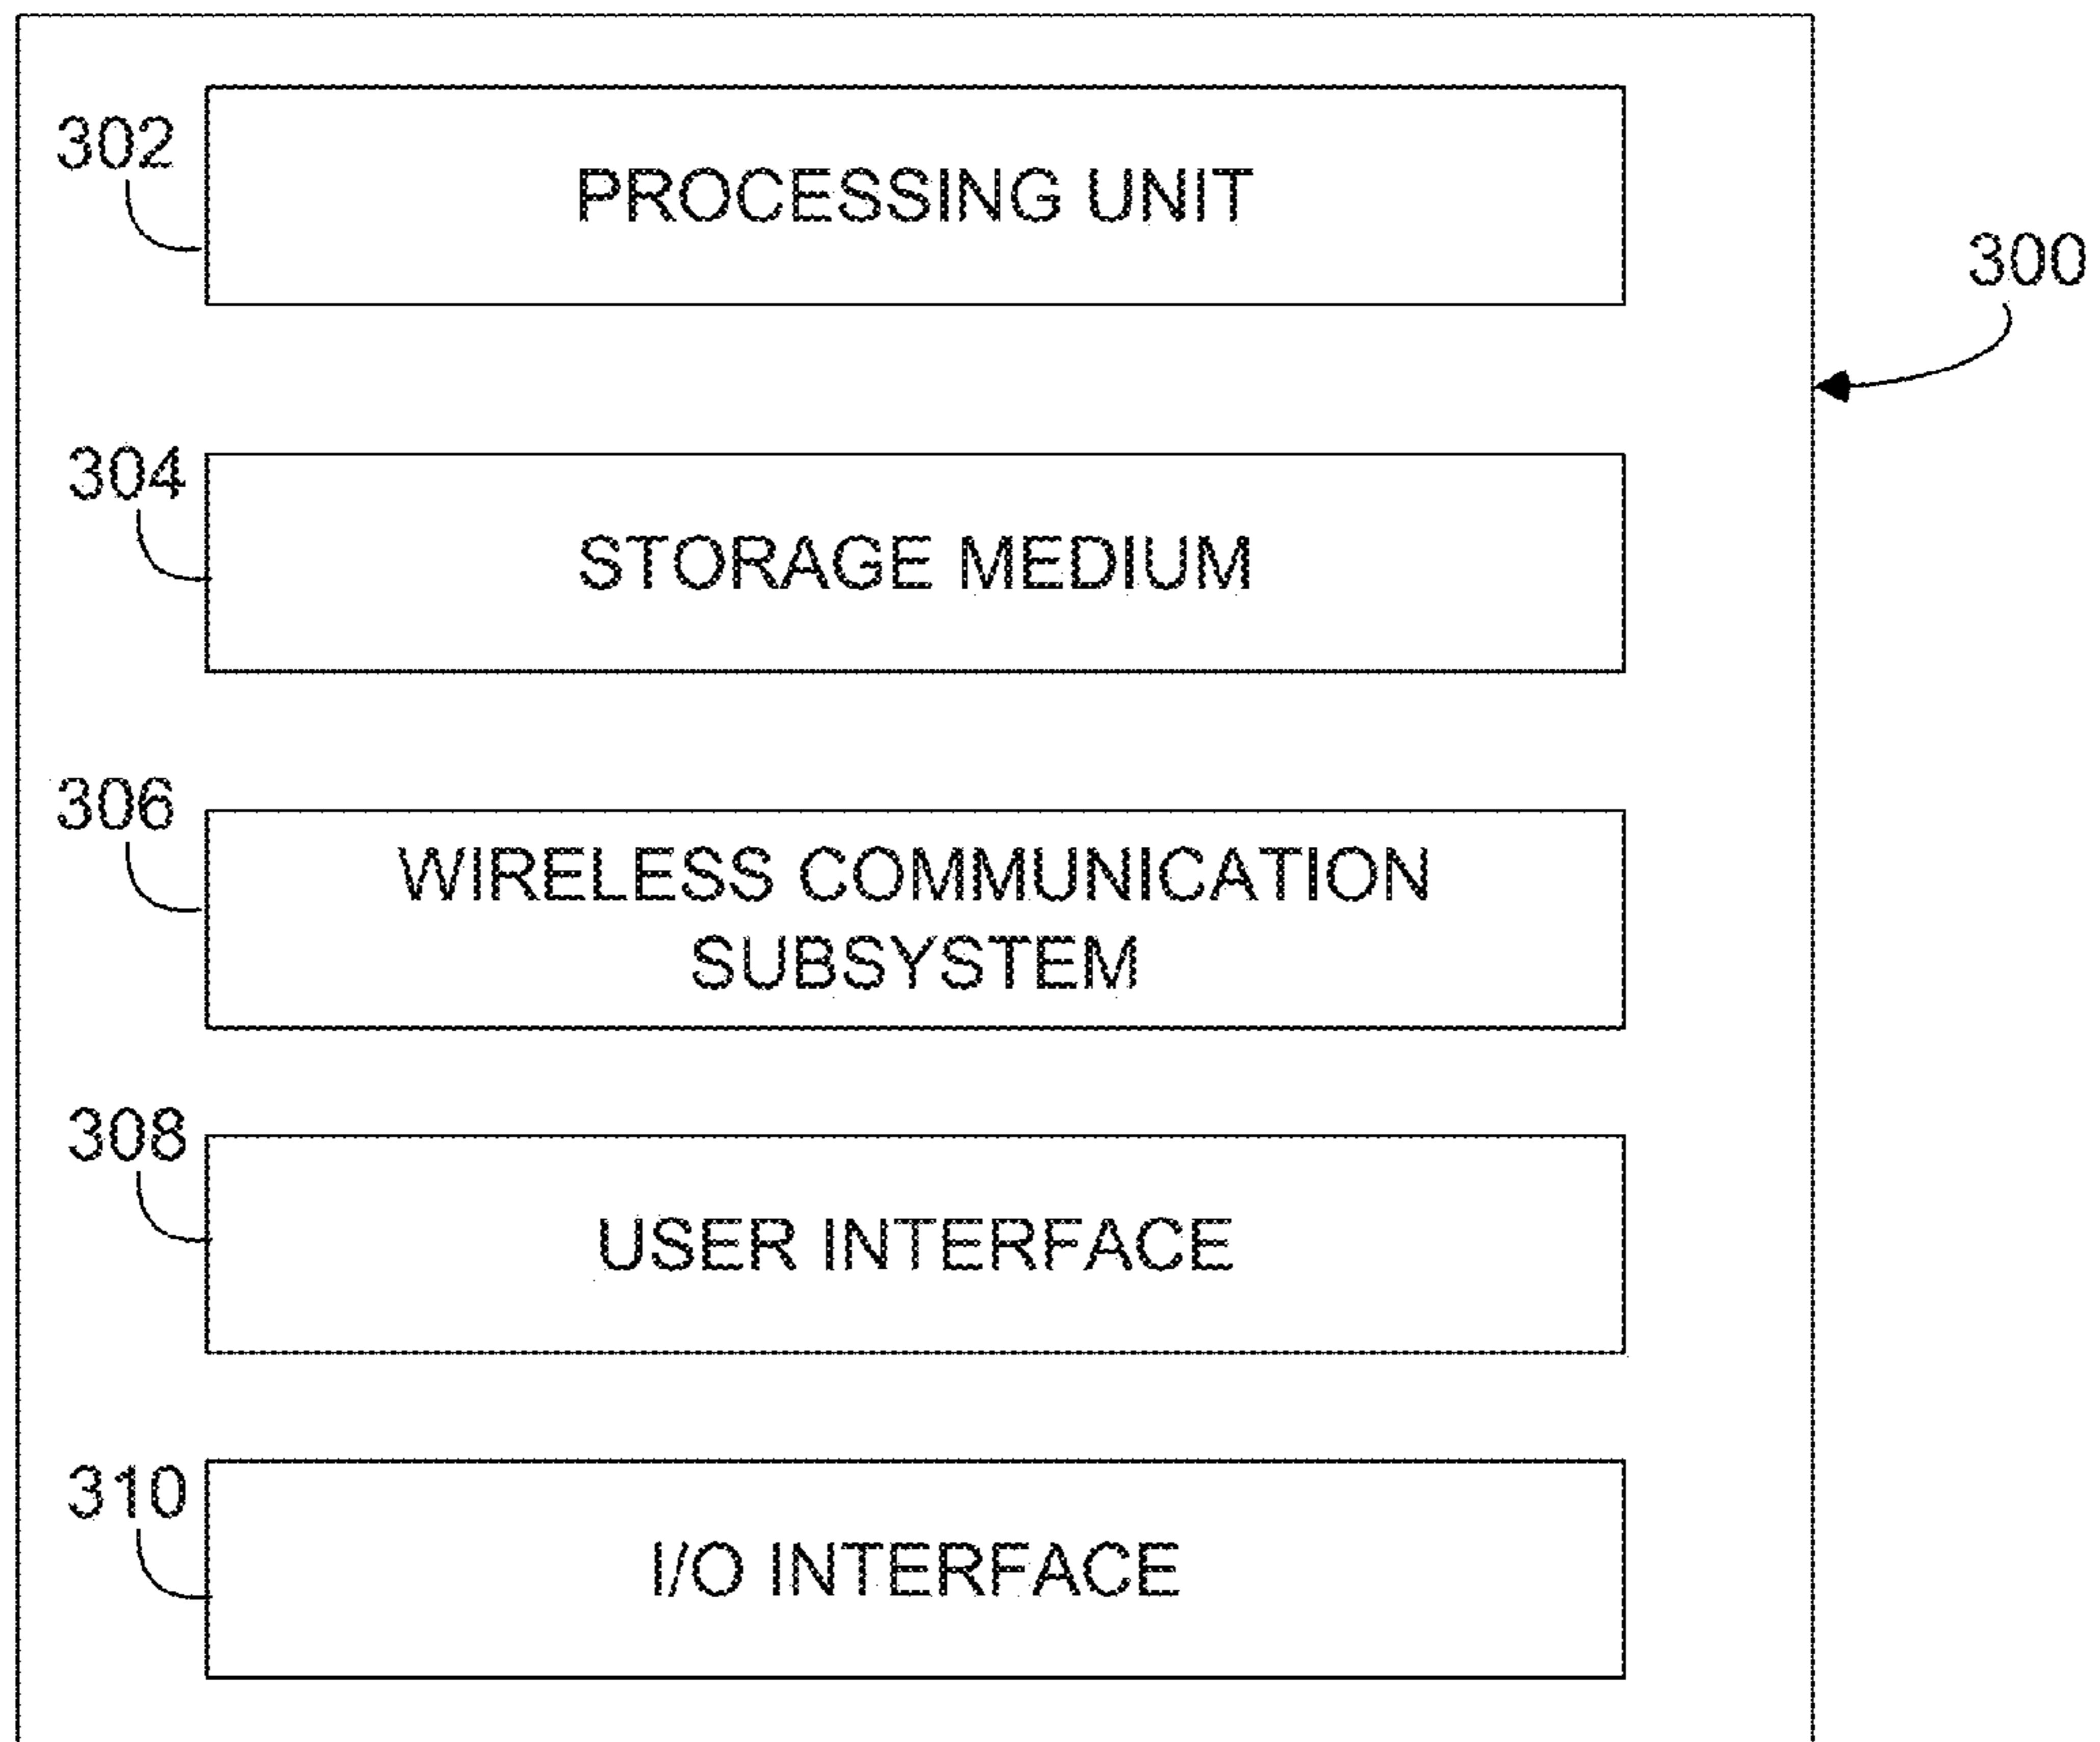 302
PROCESSING UNIT
300
304
STORAGE MEDIUM
306
WIRELESS COMMUNICATION
SUBSYSTEM
308
USER INTERFACE
310
I/O INTERFACE